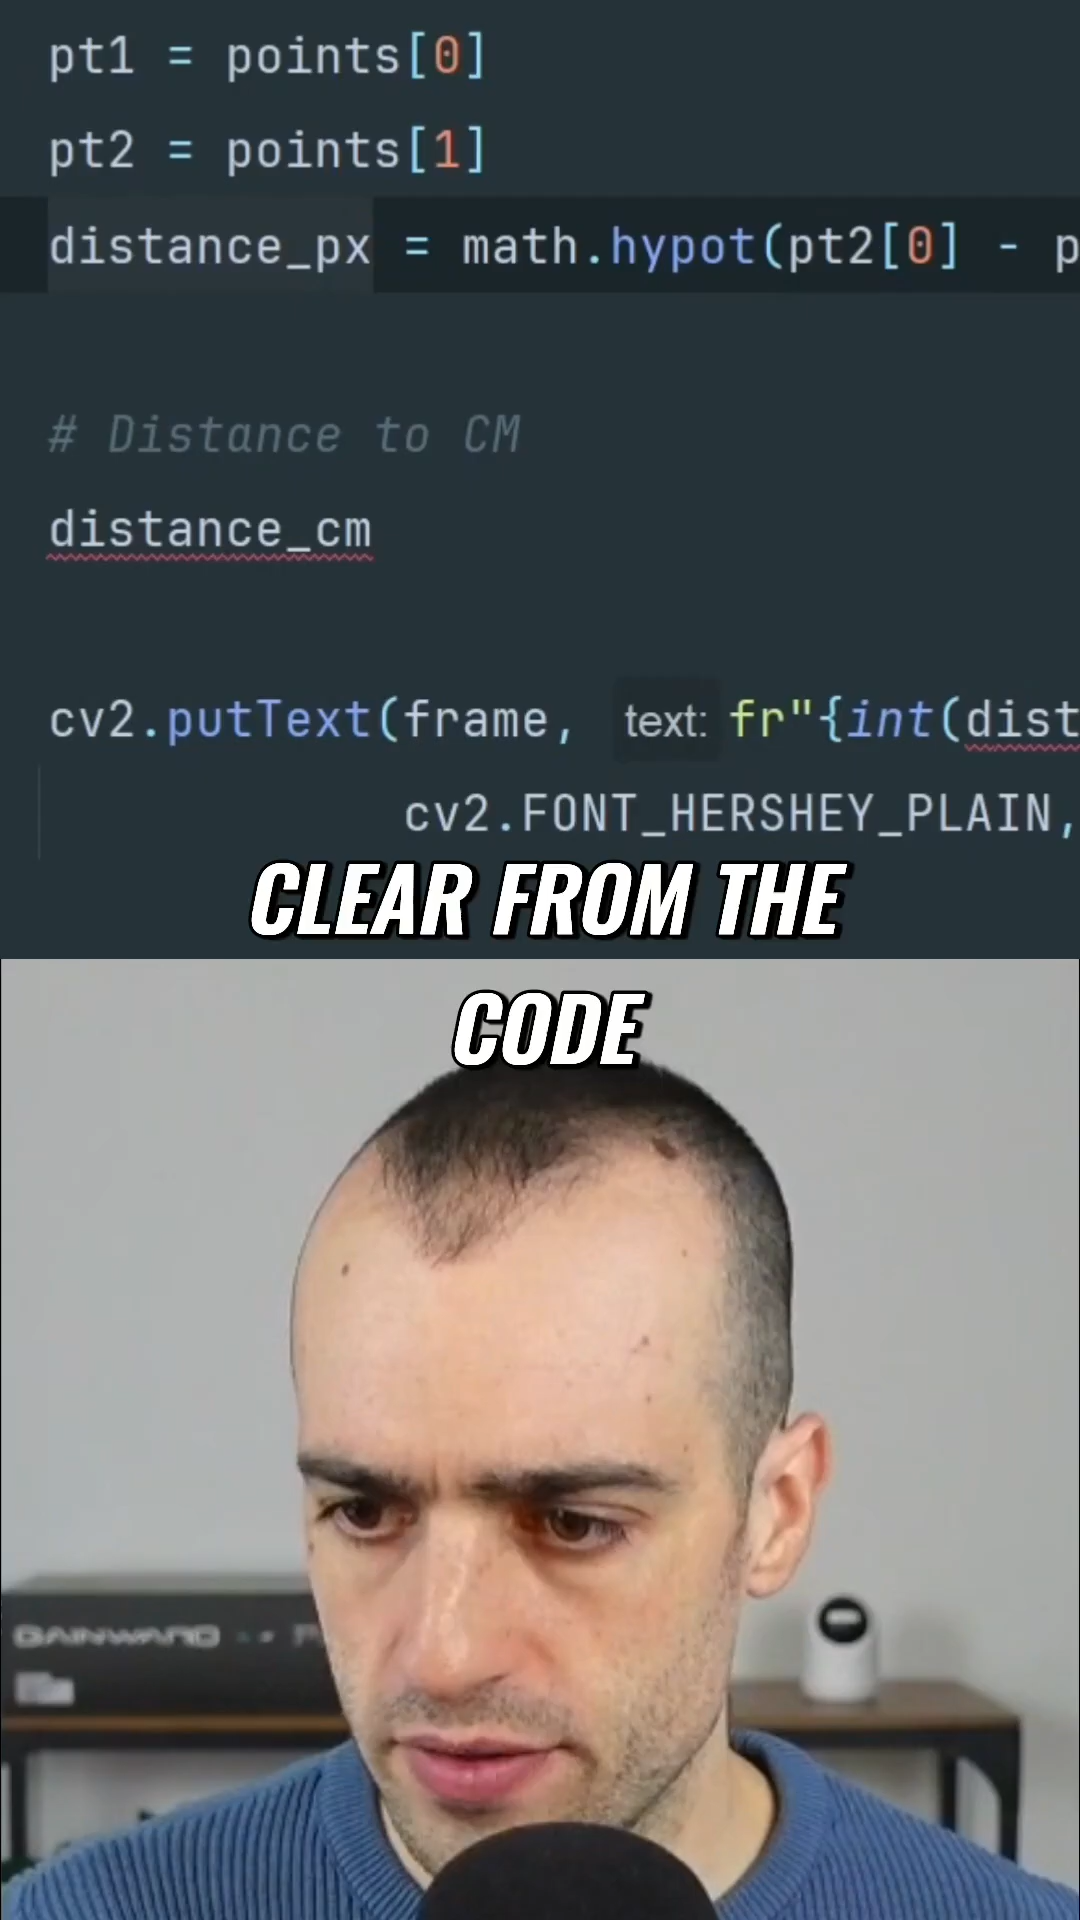 pt1 = points[0]
pt2 = points[1]
distance_px = math.hypot(pt2[0] - p
# Distance to CM
distance_cm
cv2.putText(frame, text: fr"{int(dist
cv2.FONT_HERSHEY_PLAIN,
CLEAR FROM THE
CODE
GAINWARD